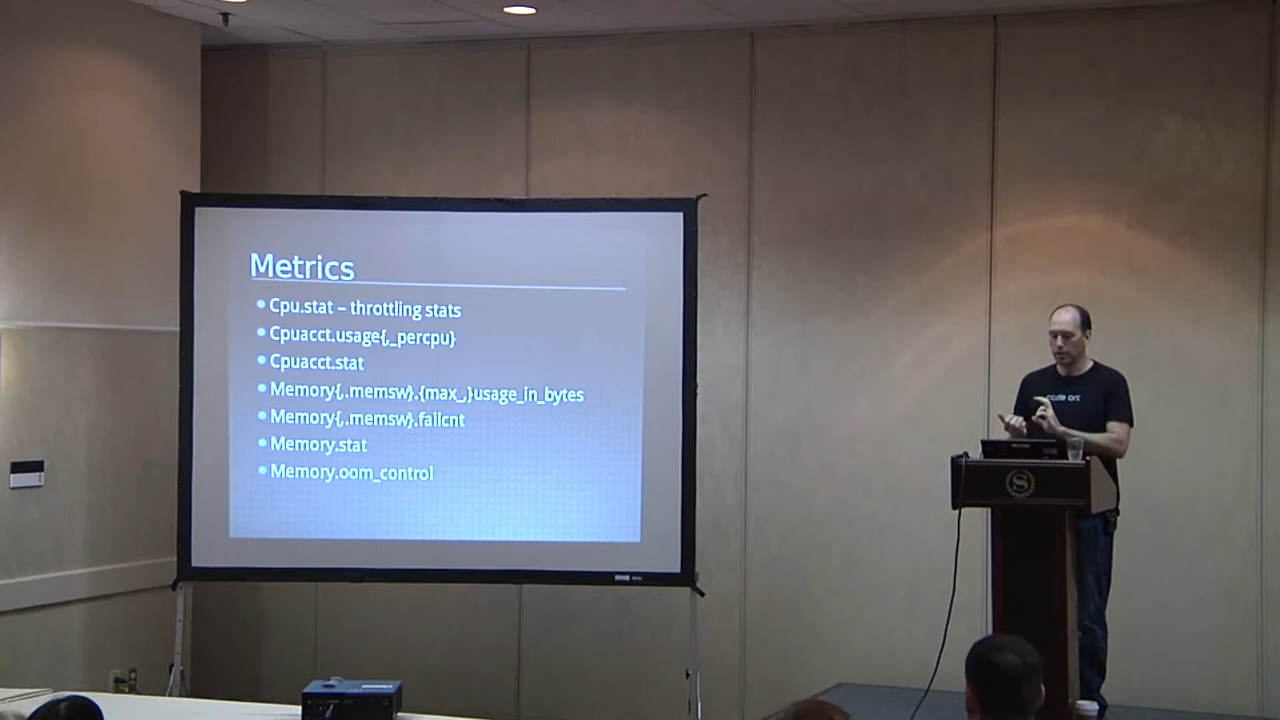 Metrics
Cpu.stat – throttling stats
Cpuacct.usage{,_percpu}
Cpuacct.stat
Memory{,.memsw}.{max_,}usage_in_bytes
Memory{,.memsw}.failcnt
Memory.stat
Memory.oom_control
S